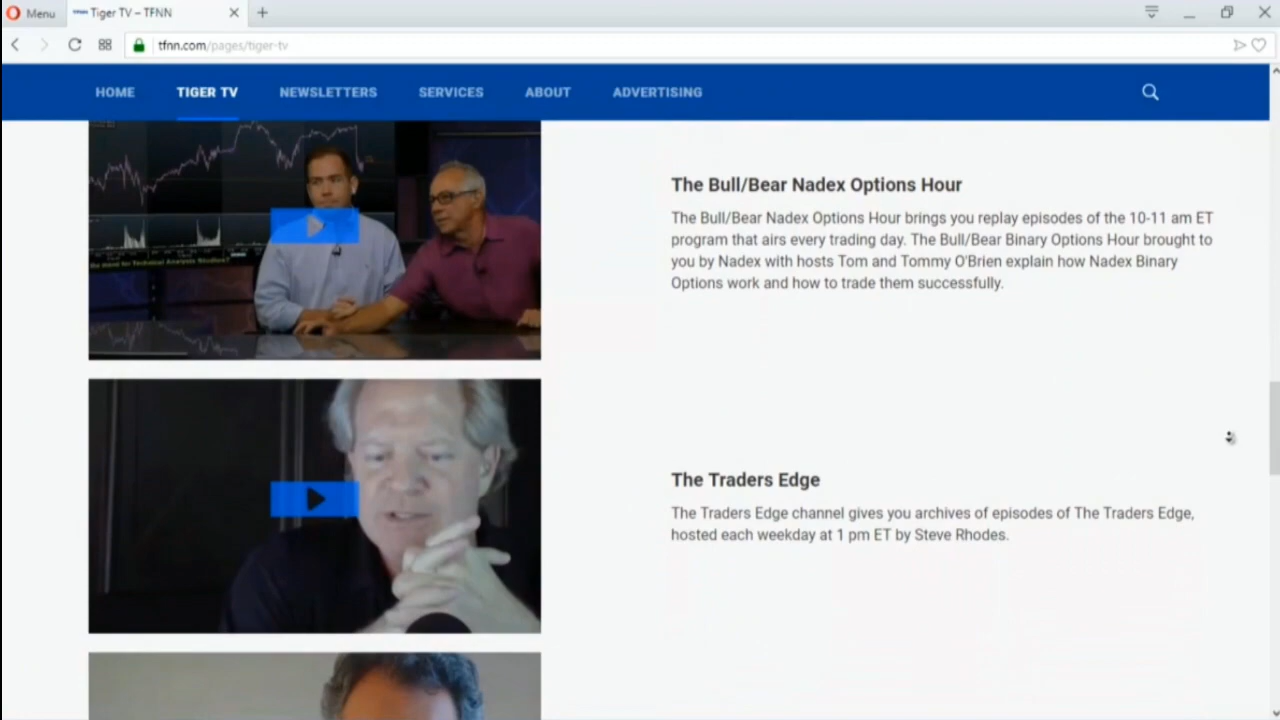 Menu
Tiger TV – TFNN
tfnn.com/pages/tiger-tv
HOME
TIGER TV
NEWSLETTERS
SERVICES
ABOUT
ADVERTISING
The Bull/Bear Nadex Options Hour
The Bull/Bear Nadex Options Hour brings you replay episodes of the 10-11 am ET
program that airs every trading day. The Bull/Bear Binary Options Hour brought to
you by Nadex with hosts Tom and Tommy O'Brien explain how Nadex Binary
Options work and how to trade them successfully.
The Traders Edge
The Traders Edge channel gives you archives of episodes of The Traders Edge,
hosted each weekday at 1 pm ET by Steve Rhodes.